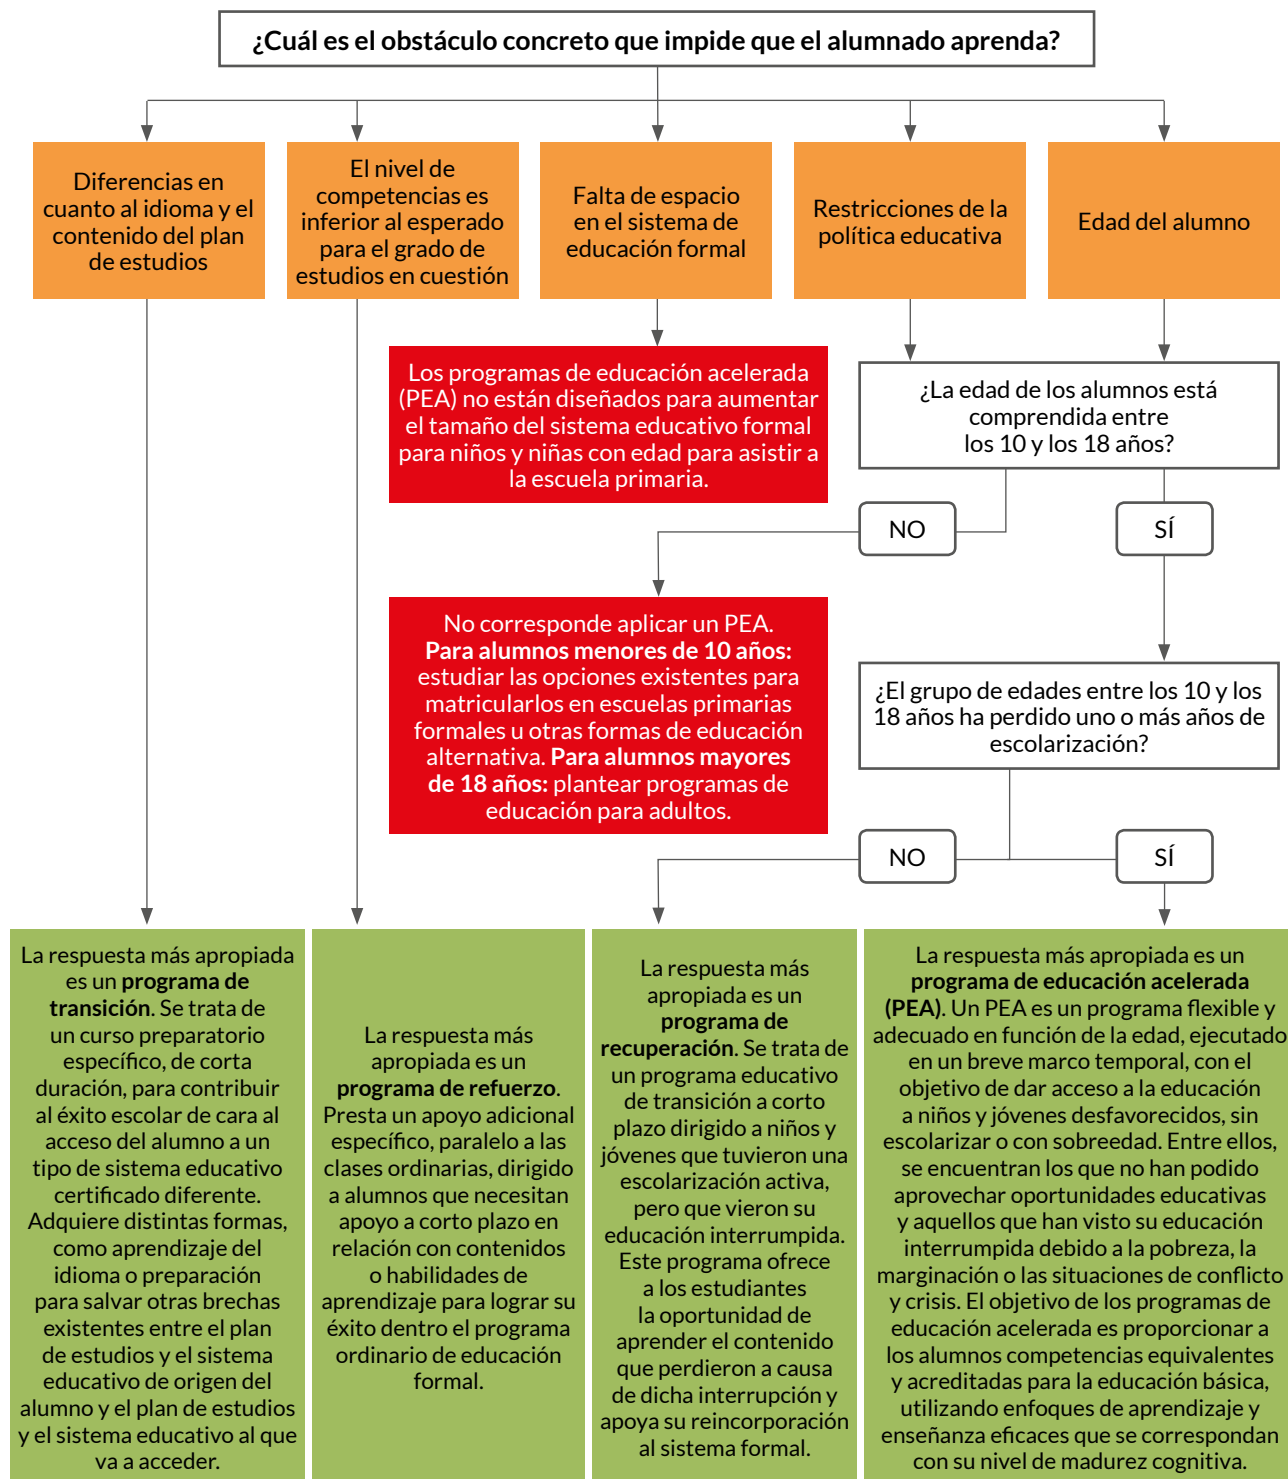 ¿Cuál es el obstáculo concreto que impide que el alumnado aprenda?
Diferencias en
cuanto al idioma y el
contenido del plan
de estudios
El nivel de
competencias es
inferior al esperado
para el grado de
estudios en cuestión
Falta de espacio
en el sistema de
educación formal
Restricciones de la
política educativa
Edad del alumno
Los programas de educación acelerada
(PEA) no están diseñados para aumentar
el tamaño del sistema educativo formal
para niños y niñas con edad para asistir a
la escuela primaria.
¿La edad de los alumnos está
comprendida entre
los 10 y los 18 años?
NO
SÍ
No corresponde aplicar un PEA.
Para alumnos menores de 10 años:
estudiar las opciones existentes para
matricularlos en escuelas primarias
formales u otras formas de educación
alternativa. Para alumnos mayores
de 18 años: plantear programas de
educación para adultos.
¿El grupo de edades entre los 10 y los
18 años ha perdido uno o más años de
escolarización?
NO
SÍ
La respuesta más apropiada
es un programa de
transición. Se trata de
un curso preparatorio
específico, de corta
duración, para contribuir
al éxito escolar de cara al
acceso del alumno a un
tipo de sistema educativo
certificado diferente.
Adquiere distintas formas,
como aprendizaje del
idioma o preparación
para salvar otras brechas
existentes entre el plan
de estudios y el sistema
educativo de origen del
alumno y el plan de estudios
y el sistema educativo al que
va a acceder.
La respuesta más
apropiada es un
programa de refuerzo.
Presta un apoyo adicional
específico, paralelo a las
clases ordinarias, dirigido
a alumnos que necesitan
apoyo a corto plazo en
relación con contenidos
o habilidades de
aprendizaje para lograr su
éxito dentro el programa
ordinario de educación
formal.
La respuesta más
apropiada es un
programa de
recuperación. Se trata de
un programa educativo
de transición a corto
plazo dirigido a niños y
jóvenes que tuvieron una
escolarización activa,
pero que vieron su
educación interrumpida.
Este programa ofrece
a los estudiantes
la oportunidad de
aprender el contenido
que perdieron a causa
de dicha interrupción y
apoya su reincorporación
al sistema formal.
La respuesta más apropiada es un
programa de educación acelerada
(PEA). Un PEA es un programa flexible y
adecuado en función de la edad, ejecutado
en un breve marco temporal, con el
objetivo de dar acceso a la educación
a niños y jóvenes desfavorecidos, sin
escolarizar o con sobreedad. Entre ellos,
se encuentran los que no han podido
aprovechar oportunidades educativas
y aquellos que han visto su educación
interrumpida debido a la pobreza, la
marginación o las situaciones de conflicto
y crisis. El objetivo de los programas de
educación acelerada es proporcionar a
los alumnos competencias equivalentes
y acreditadas para la educación básica,
utilizando enfoques de aprendizaje y
enseñanza eficaces que se correspondan
con su nivel de madurez cognitiva.